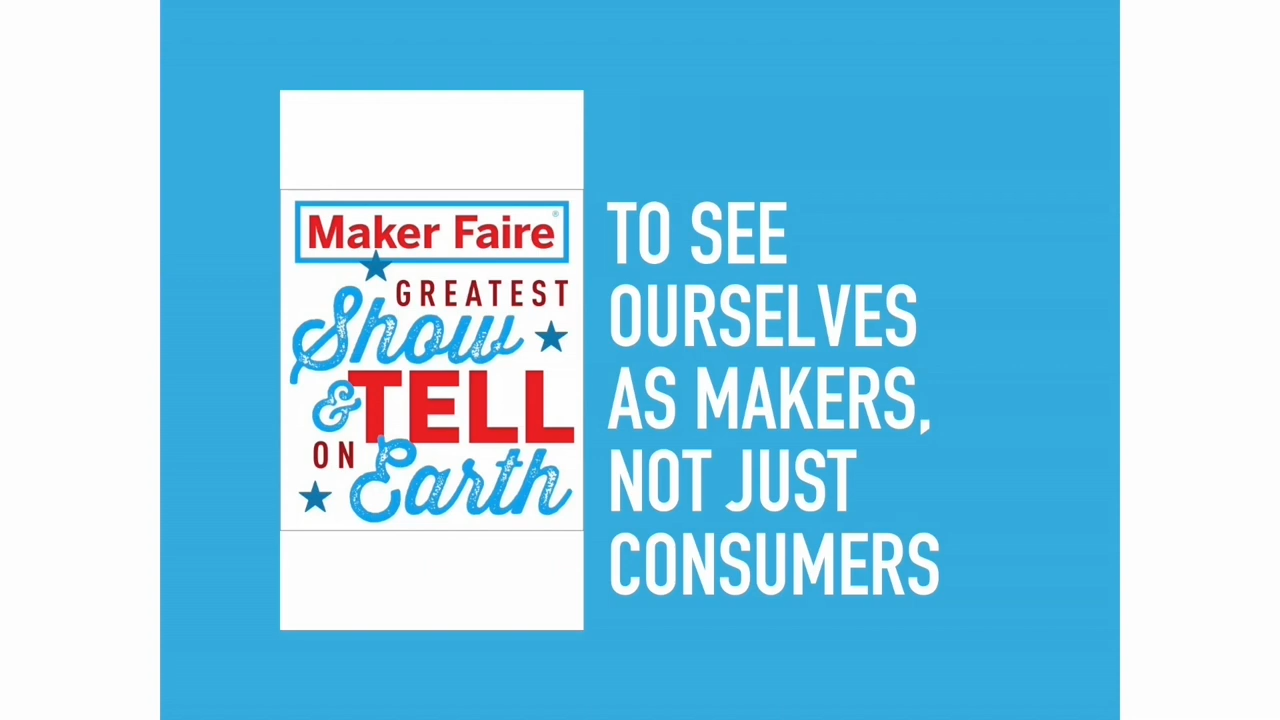 Maker Faire®
GREATEST
Show
& TELL
ON Earth
TO SEE
OURSELVES
AS MAKERS,
NOT JUST
CONSUMERS